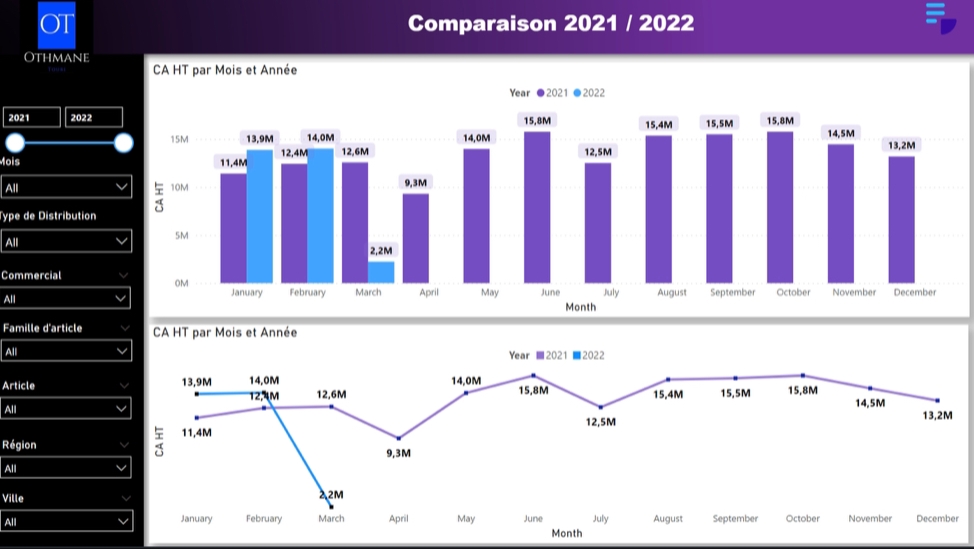 OT
OTHMANE
Comparaison 2021 / 2022
2021
2022
Mois
All
Type de Distribution
All
Commercial
All
Famille d'article
All
Article
All
Région
All
Ville
All
CA HT par Mois et Année
Year 2021 2022
15M
10M
5M
0M
CA HT
11,4M
13,9M
12,4M
14,0M
12,6M
2,2M
9,3M
14,0M
15,8M
12,5M
15,4M
15,5M
15,8M
14,5M
13,2M
January February March April May June July August September October November December
Month
CA HT par Mois et Année
Year 2021 2022
CA HT
13,9M
14,0M
11,4M
12,4M
12,6M
2,2M
9,3M
14,0M
15,8M
12,5M
15,4M
15,5M
15,8M
14,5M
13,2M
January February March April May June July August September October November December
Month